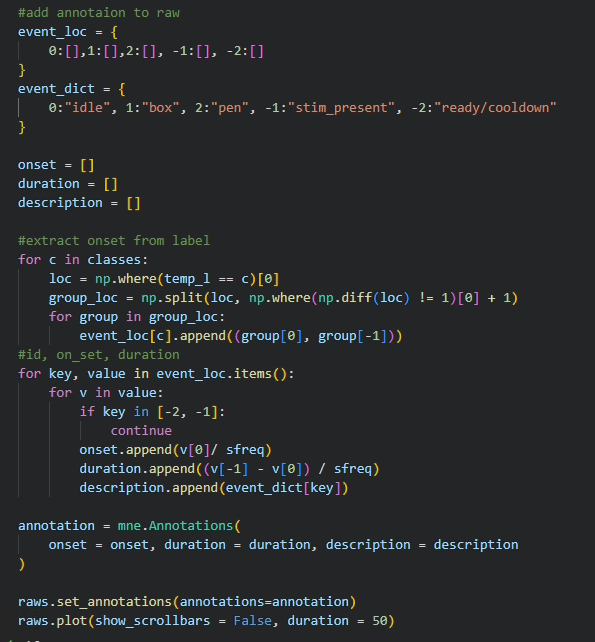 #add annotaion to raw
event_loc = {
    0:[],1:[],2:[], -1:[], -2:[]
}
event_dict = {
    0:"idle", 1:"box", 2:"pen", -1:"stim_present", -2:"ready/cooldown"
}

onset = []
duration = []
description = []

#extract onset from label
for c in classes:
    loc = np.where(temp_l == c)[0]
    group_loc = np.split(loc, np.where(np.diff(loc) != 1)[0] + 1)
    for group in group_loc:
        event_loc[c].append((group[0], group[-1]))
#id, on_set, duration
for key, value in event_loc.items():
    for v in value:
        if key in [-2, -1]:
            continue
        onset.append(v[0]/ sfreq)
        duration.append((v[-1] - v[0]) / sfreq)
        description.append(event_dict[key])

annotation = mne.Annotations(
    onset = onset, duration = duration, description = description
)

raws.set_annotations(annotations=annotation)
raws.plot(show_scrollbars = False, duration = 50)